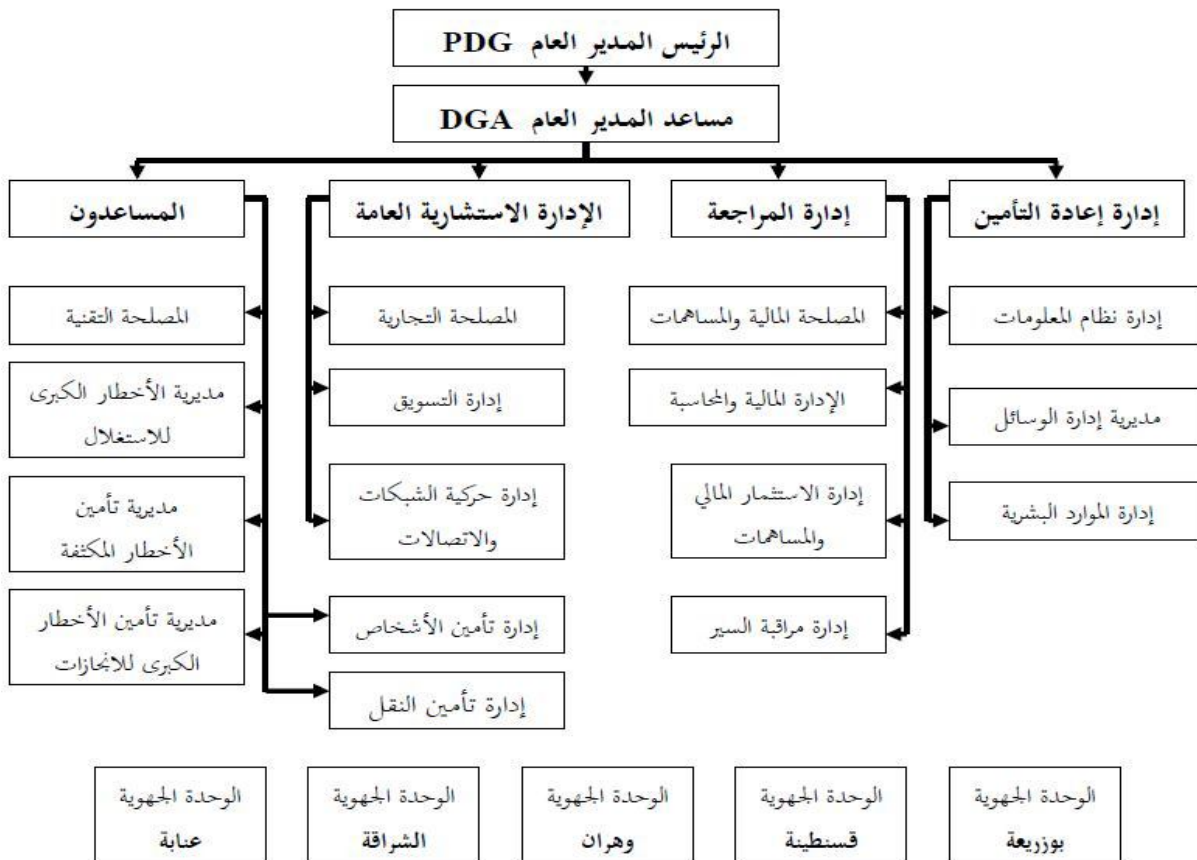 الرئيس المدير العام PDG
مساعد المدير العام DGA
إدارة إعادة التأمين
إدارة المراجعة
الإدارة الاستشارية العامة
المساعدون
إدارة نظام المعلومات
المصلحة المالية والمساهمات
المصلحة التجارية
المصلحة التقنية
مديرية إدارة الوسائل
الإدارة المالية والمحاسبة
إدارة التسويق
مديرية الأخطار الكبرى
للاستغلال
إدارة الموارد البشرية
إدارة الاستثمار المالي
والمساهمات
إدارة حركية الشبكات
والاتصالات
مديرية تأمين
الأخطار المكثفة
إدارة مراقبة السير
إدارة تأمين الأشخاص
مديرية تأمين الأخطار
الكبرى للانجازات
إدارة تأمين النقل
الوحدة الجهوية
بوزريعة
الوحدة الجهوية
قسنطينة
الوحدة الجهوية
وهران
الوحدة الجهوية
الشراقة
الوحدة الجهوية
عنابة